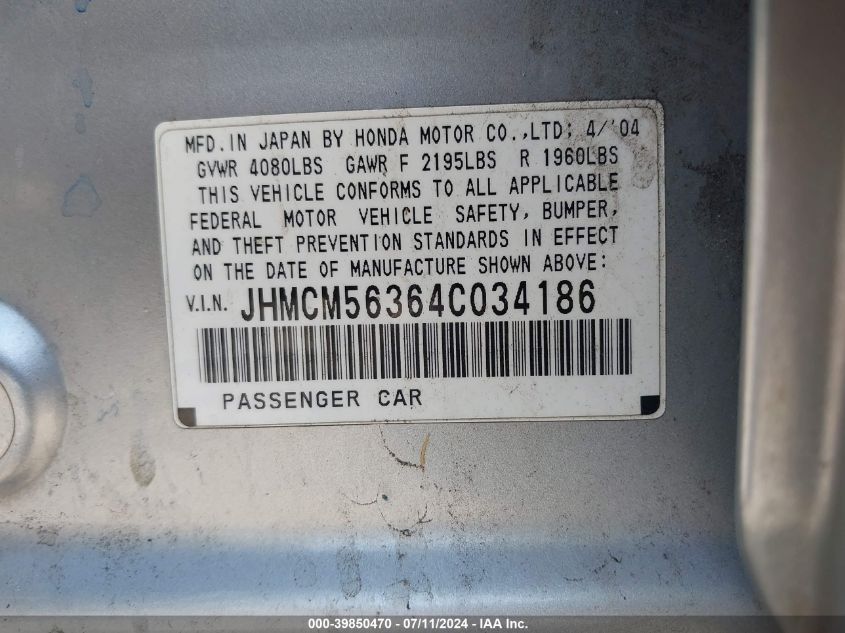 MFD. IN JAPAN BY HONDA MOTOR CO.,LTD; 4/'04
GVWR 4080LBS GAWR F 2195LBS R 1960LBS
THIS VEHICLE CONFORMS TO ALL APPLICABLE
FEDERAL MOTOR VEHICLE SAFETY, BUMPER,
AND THEFT PREVENTION STANDARDS IN EFFECT
ON THE DATE OF MANUFACTURE SHOWN ABOVE:
V.I.N. JHMCM56364C034186
PASSENGER CAR
000-39850470 - 07/11/2024 - IAA Inc.